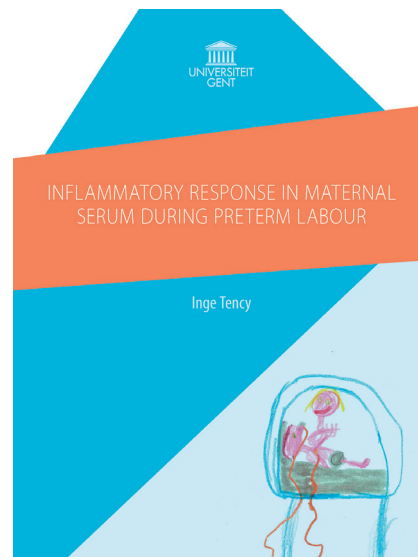 UNIVERSITEIT
GENT
INFLAMMATORY RESPONSE IN MATERNAL
SERUM DURING PRETERM LABOUR
Inge Tency